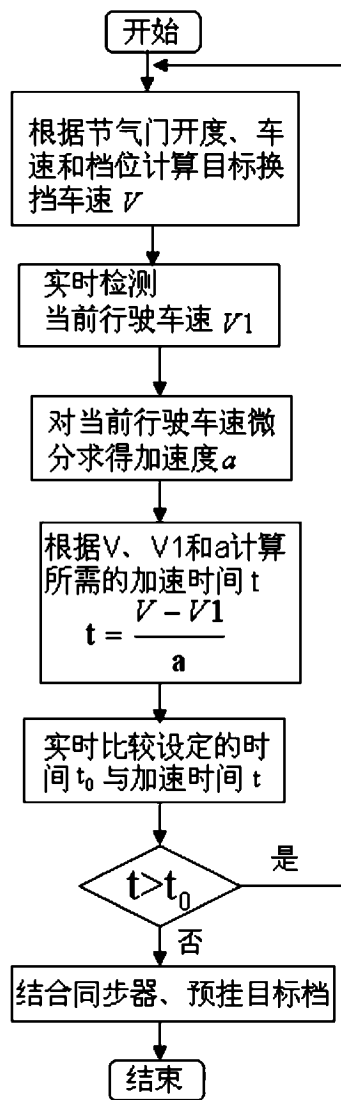 开始
根据节气门开度、车
速和档位计算目标换
挡车速 V
实时检测
当前行驶车速 V1
对当前行驶车速微
分求得加速度a
根据V、V1和a计算
所需的加速时间 t
t = (V - V1) / a
实时比较设定的时
间 t₀ 与加速时间 t
t>t₀
是
否
结合同步器、预挂目标档
结束